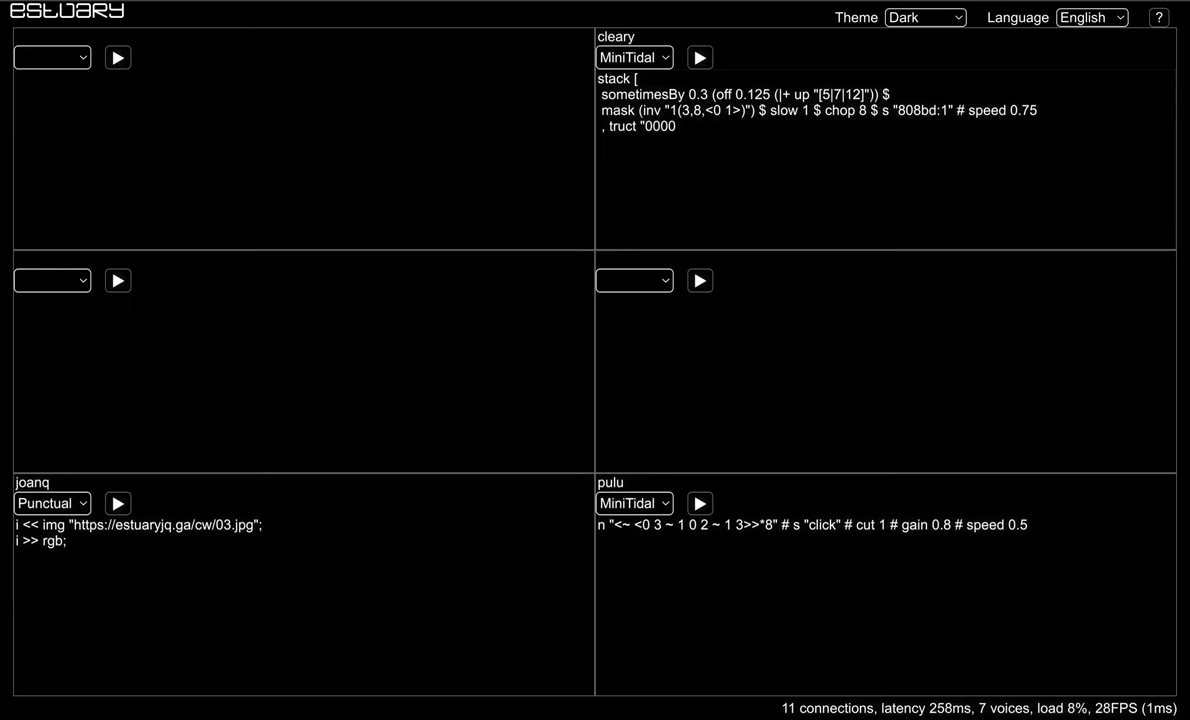 estuary
Theme Dark Language English ?
cleary
MiniTidal
stack [
sometimesBy 0.3 (off 0.125 (|+ up "[5|7|12]")) $
mask (inv "1(3,8,<0 1>)") $ slow 1 $ chop 8 $ s "808bd:1" # speed 0.75
, truct "0000
joanq
Punctual
i << img "https://estuaryjq.ga/cw/03.jpg";
i >> rgb;
pulu
MiniTidal
n "<~ <0 3 ~ 1 0 2 ~ 1 3>>*8" # s "click" # cut 1 # gain 0.8 # speed 0.5
11 connections, latency 258ms, 7 voices, load 8%, 28FPS (1ms)